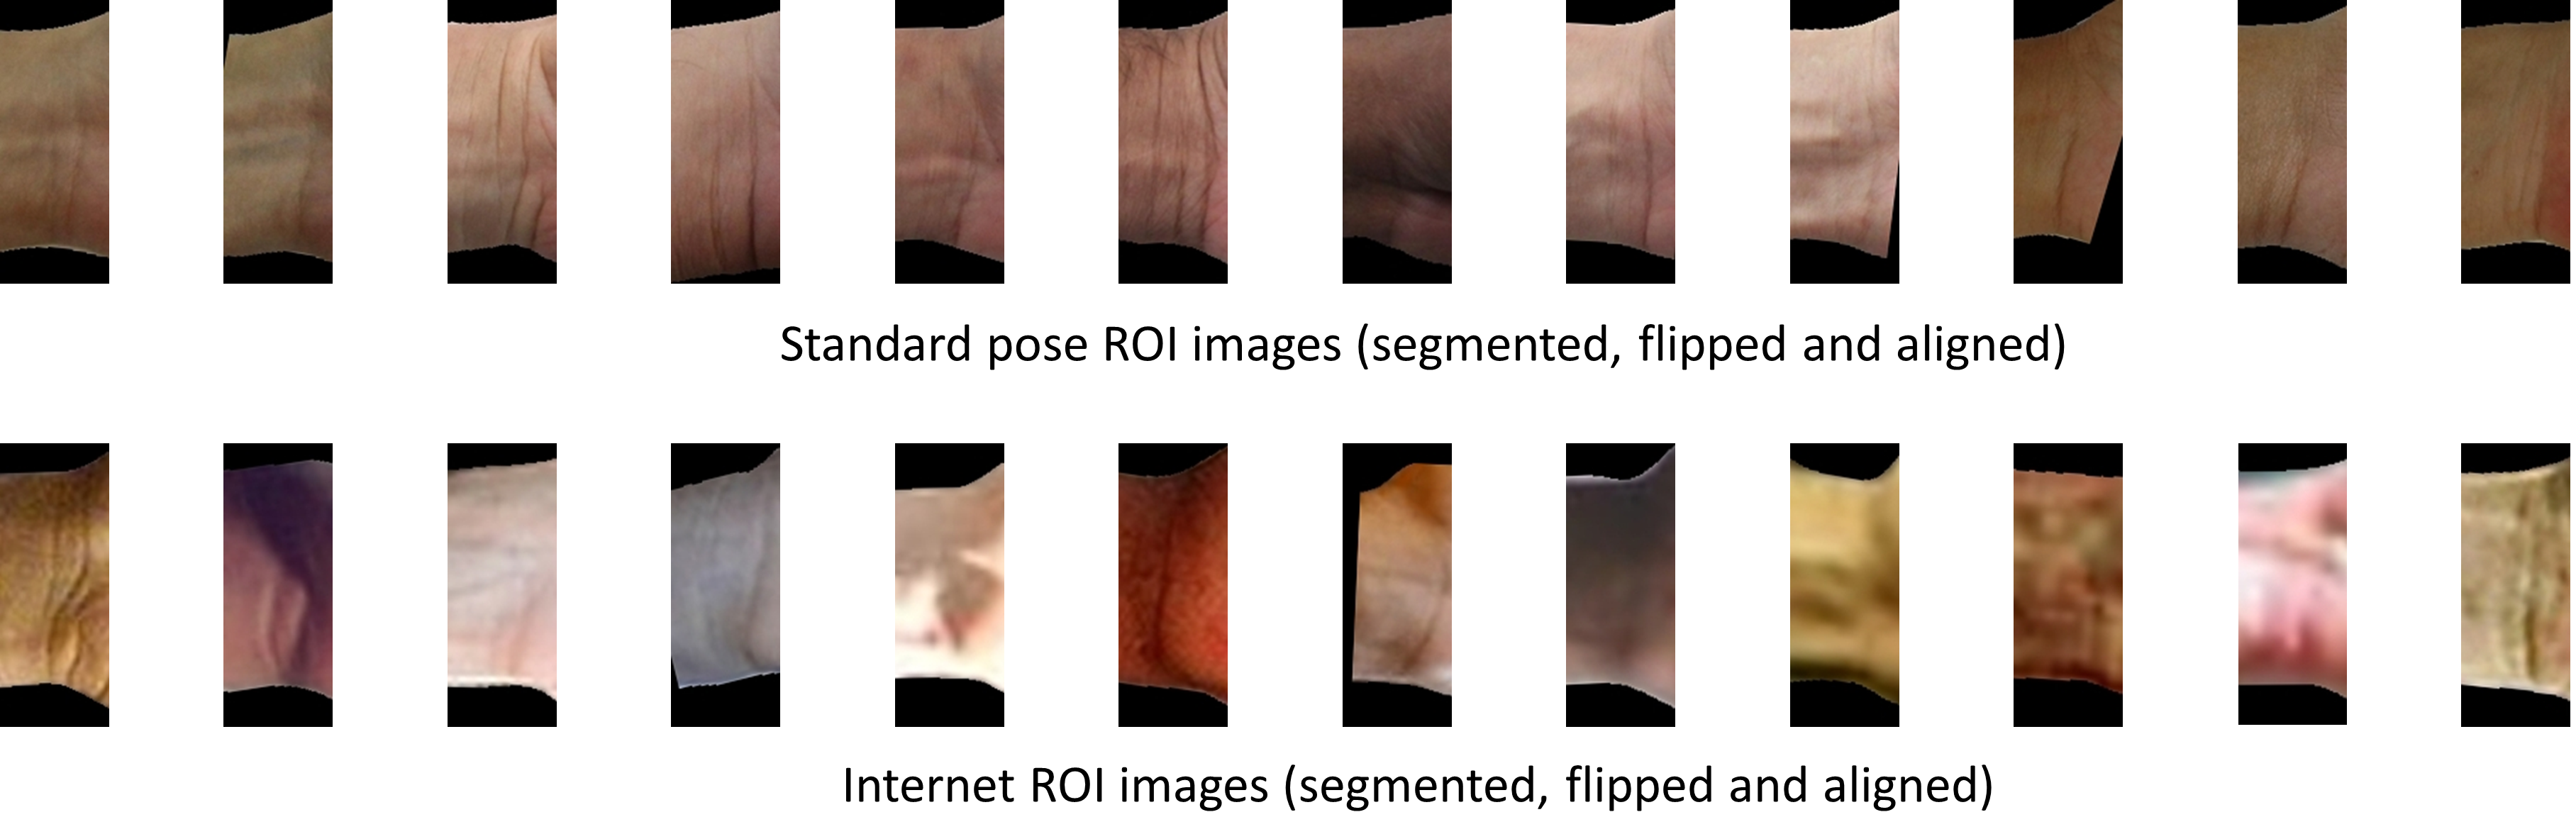 Standard pose ROI images (segmented, flipped and aligned)
Internet ROI images (segmented, flipped and aligned)